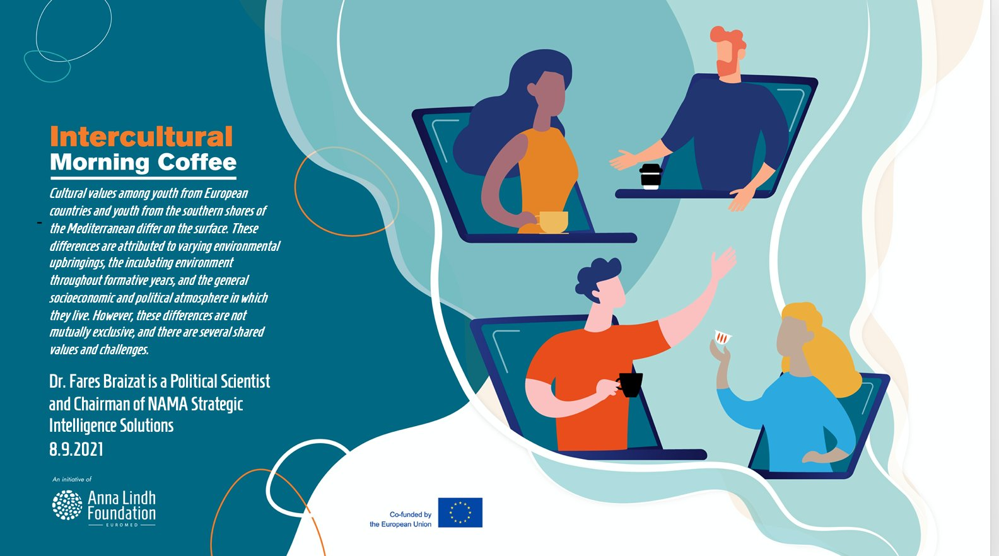 Intercultural
Morning Coffee
Cultural values among youth from European
countries and youth from the southern shores of
the Mediterranean differ on the surface. These
differences are attributed to varying environmental
upbringings, the incubating environment
throughout formative years, and the general
socioeconomic and political atmosphere in which
they live. However, these differences are not
mutually exclusive, and there are several shared
values and challenges.
Dr. Fares Braizat is a Political Scientist
and Chairman of NAMA Strategic
Intelligence Solutions
8.9.2021
An initiative of
Anna Lindh
Foundation
EUROMED
Co-funded by
the European Union